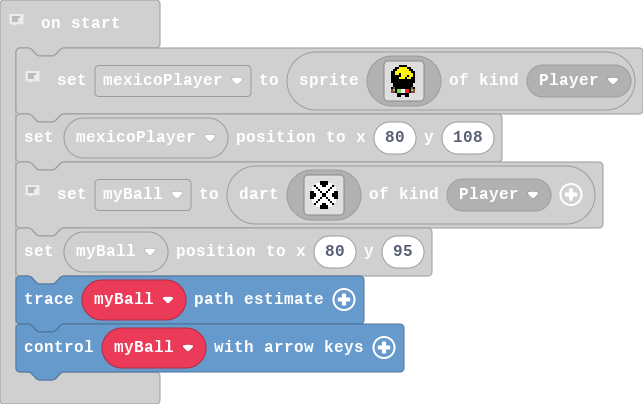 on start
set mexicoPlayer to sprite of kind Player
set mexicoPlayer position to x 80 y 108
set myBall to dart of kind Player
set myBall position to x 80 y 95
trace myBall path estimate
control myBall with arrow keys